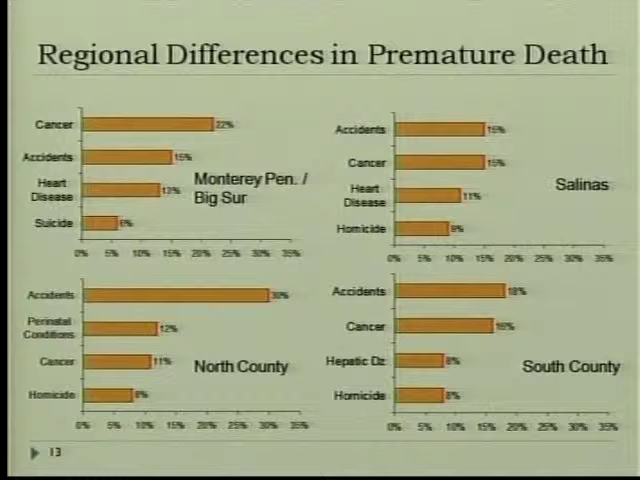 Regional Differences in Premature Death
Cancer 22%
Accidents 15%
Heart
Disease 13%
Suicide 6%
Monterey Pen. /
Big Sur
0% 5% 10% 15% 20% 25% 30% 35%
Accidents 15%
Cancer 15%
Heart
Disease 11%
Homicide 9%
Salinas
0% 5% 10% 15% 20% 25% 30% 35%
Accidents 30%
Perinatal
Conditions 12%
Cancer 11%
Homicide 8%
North County
0% 5% 10% 15% 20% 25% 30% 35%
Accidents 18%
Cancer 16%
Hepatic Dz 8%
Homicide 8%
South County
0% 5% 10% 15% 20% 25% 30% 35%
13